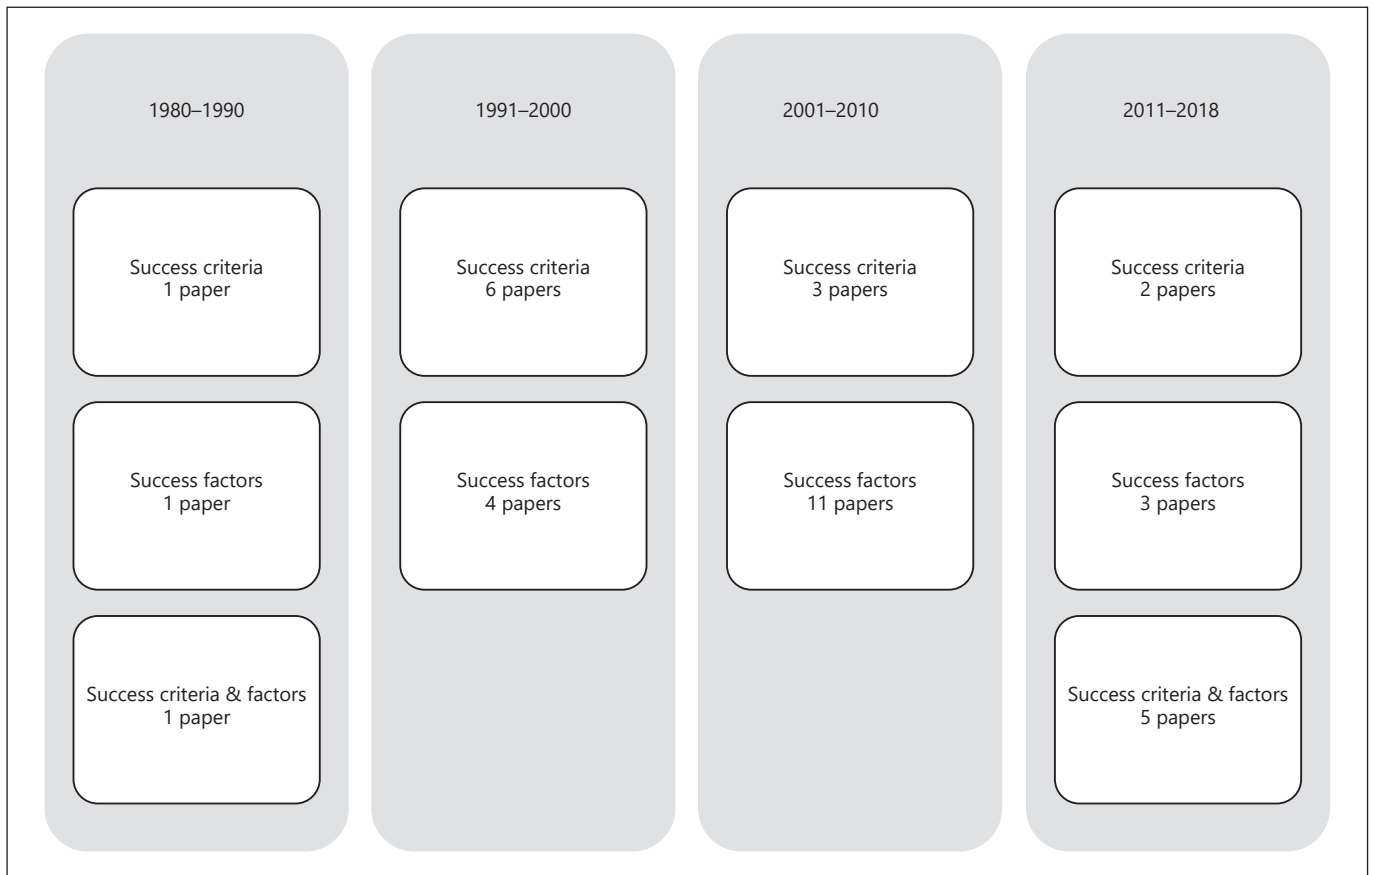 1980–1990
Success criteria
1 paper
Success factors
1 paper
Success criteria & factors
1 paper
1991–2000
Success criteria
6 papers
Success factors
4 papers
2001–2010
Success criteria
3 papers
Success factors
11 papers
2011–2018
Success criteria
2 papers
Success factors
3 papers
Success criteria & factors
5 papers